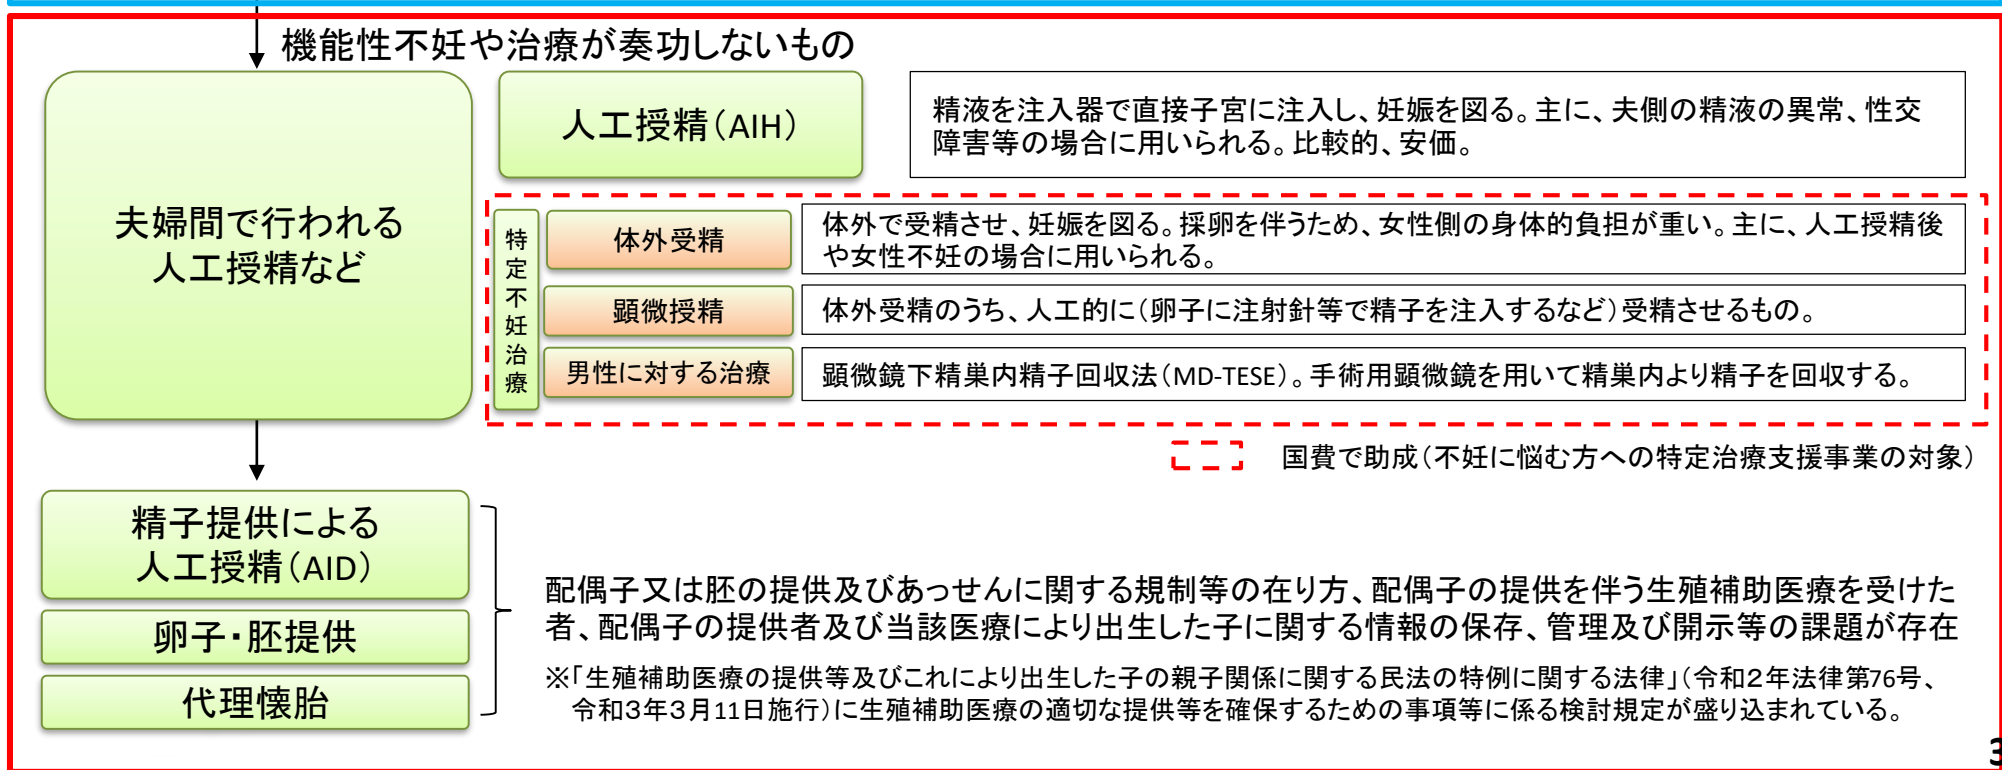 機能性不妊や治療が奏功しないもの
夫婦間で行われる
人工授精など
人工授精（AIH）
精液を注入器で直接子宮に注入し、妊娠を図る。主に、夫側の精液の異常、性交
障害等の場合に用いられる。比較的、安価。
特定不妊治療
体外受精
体外で受精させ、妊娠を図る。採卵を伴うため、女性側の身体的負担が重い。主に、人工授精後
や女性不妊の場合に用いられる。
顕微授精
体外受精のうち、人工的に（卵子に注射針等で精子を注入するなど）受精させるもの。
男性に対する治療
顕微鏡下精巣内精子回収法（MD-TESE）。手術用顕微鏡を用いて精巣内より精子を回収する。
国費で助成（不妊に悩む方への特定治療支援事業の対象）
精子提供による
人工授精（AID）
卵子・胚提供
代理懐胎
配偶子又は胚の提供及びあっせんに関する規制等の在り方、配偶子の提供を伴う生殖補助医療を受けた
者、配偶子の提供者及び当該医療により出生した子に関する情報の保存、管理及び開示等の課題が存在
※「生殖補助医療の提供等及びこれにより出生した子の親子関係に関する民法の特例に関する法律」（令和２年法律第76号、
令和３年３月11日施行）に生殖補助医療の適切な提供等を確保するための事項等に係る検討規定が盛り込まれている。
3